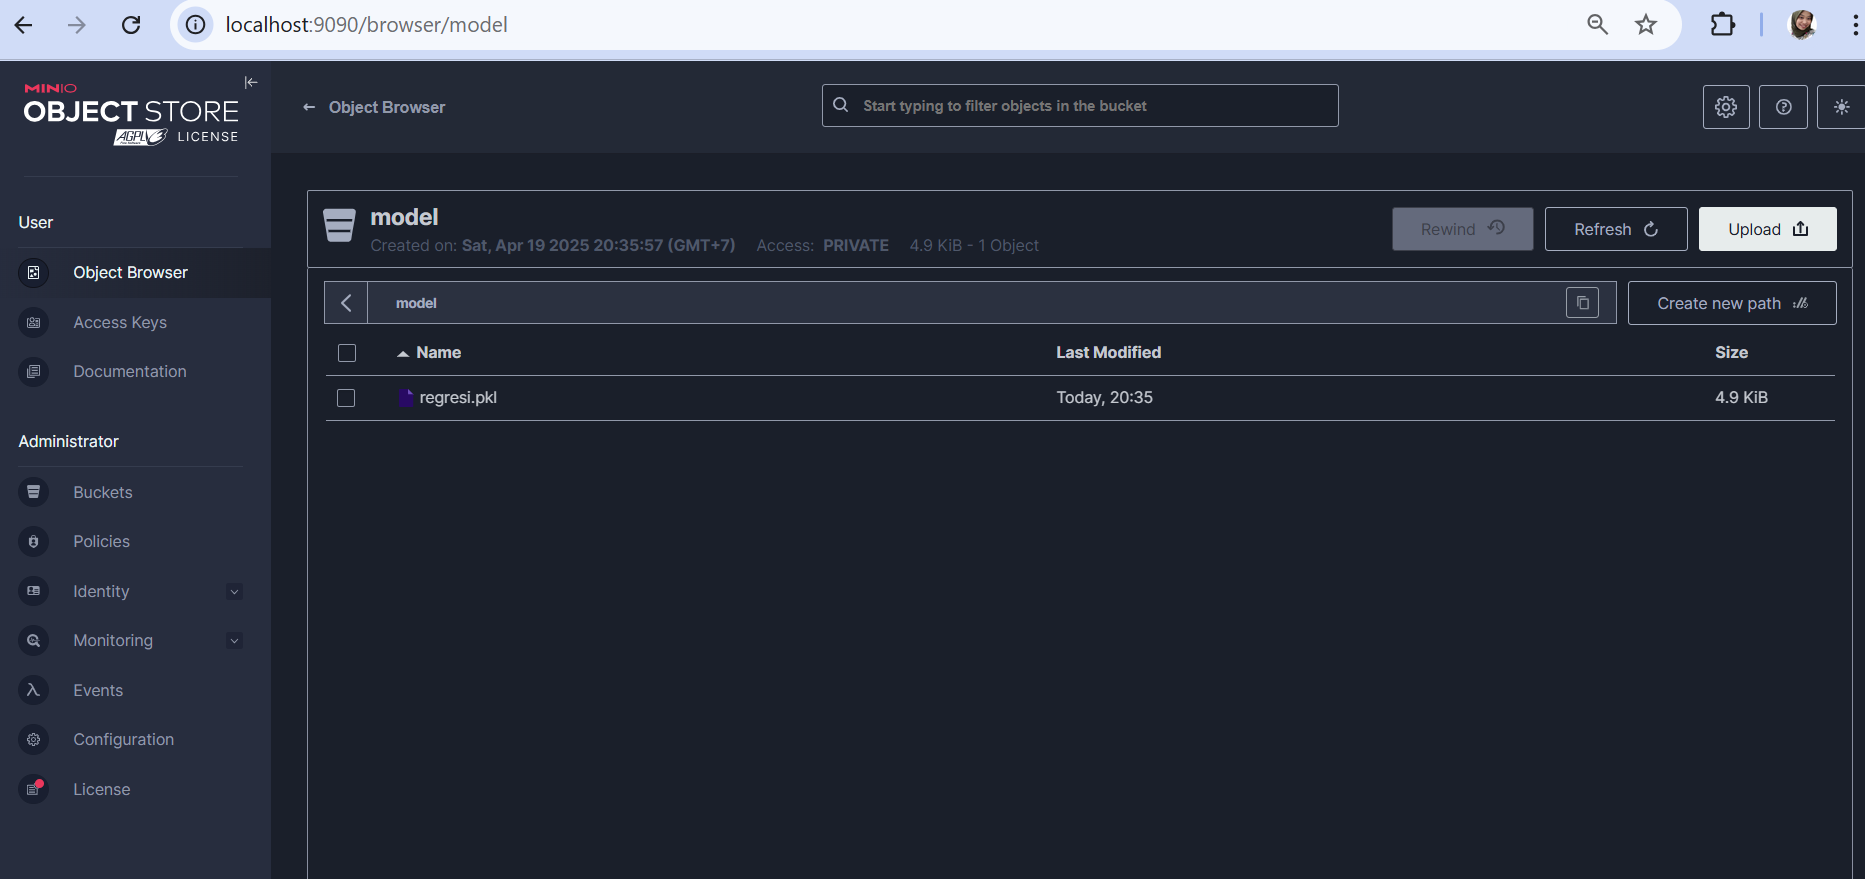 localhost:9090/browser/model
MINIO
OBJECT STORE
AGPL LICENSE
Object Browser
Start typing to filter objects in the bucket
User
Object Browser
Access Keys
Documentation
Administrator
Buckets
Policies
Identity
Monitoring
Events
Configuration
License
model
Created on: Sat, Apr 19 2025 20:35:57 (GMT+7) Access: PRIVATE 4.9 KiB - 1 Object
Rewind
Refresh
Upload
model
Create new path
Name Last Modified Size
regresi.pkl Today, 20:35 4.9 KiB